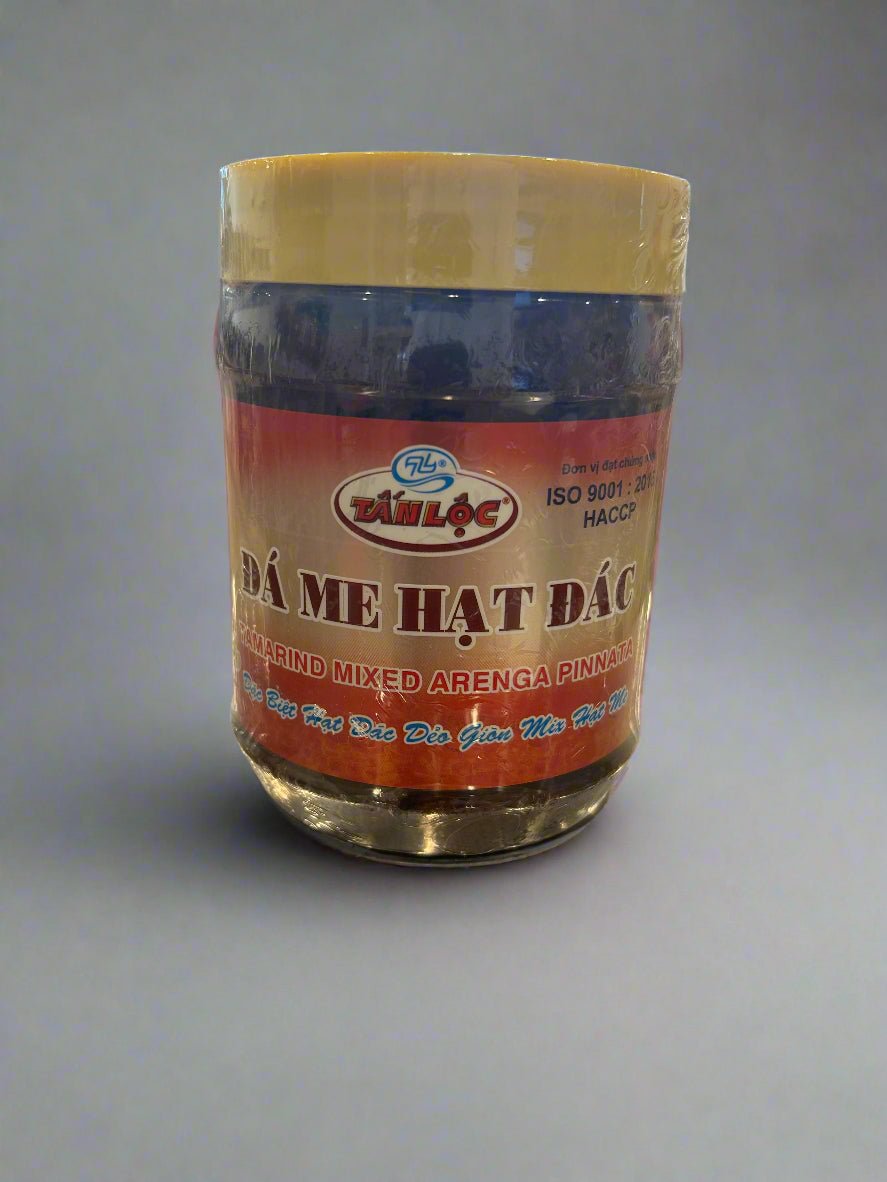 TẤN LỘC
Đơn vị đạt chứng
ISO 9001 :
HACCP
ĐÁ ME HẠT ĐÁC
TAMARIND MIXED ARENGA PINNATA
Đặc Biệt Hạt Đác Dẻo Giòn Mix Hạt Me